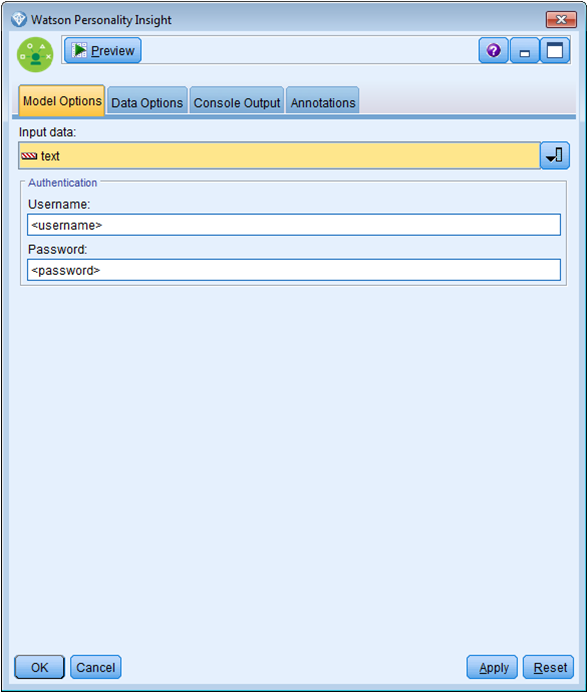 Watson Personality Insight
Preview
?
Model Options Data Options Console Output Annotations
Input data:
text
Authentication
Username:
<username>
Password:
<password>
OK Cancel Apply Reset